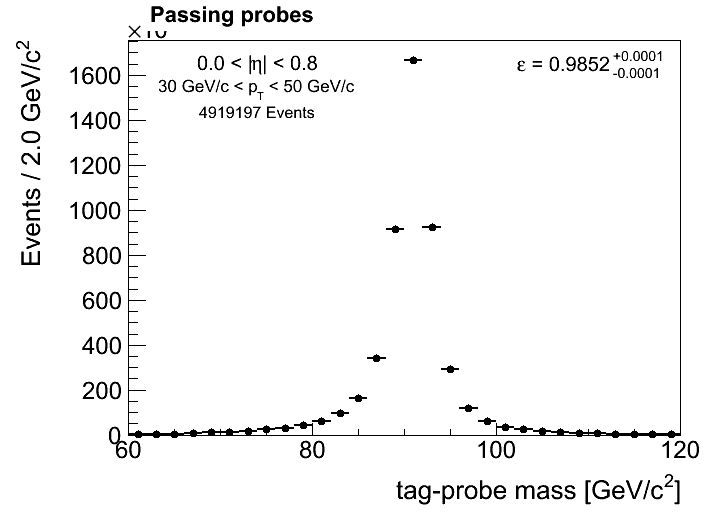 Passing probes
0.0 < |η| < 0.8
30 GeV/c < pT < 50 GeV/c
4919197 Events
ε = 0.9852 +0.0001 -0.0001
Events / 2.0 GeV/c2
1600
1400
1200
1000
800
600
400
200
0
60 80 100 120
tag-probe mass [GeV/c2]